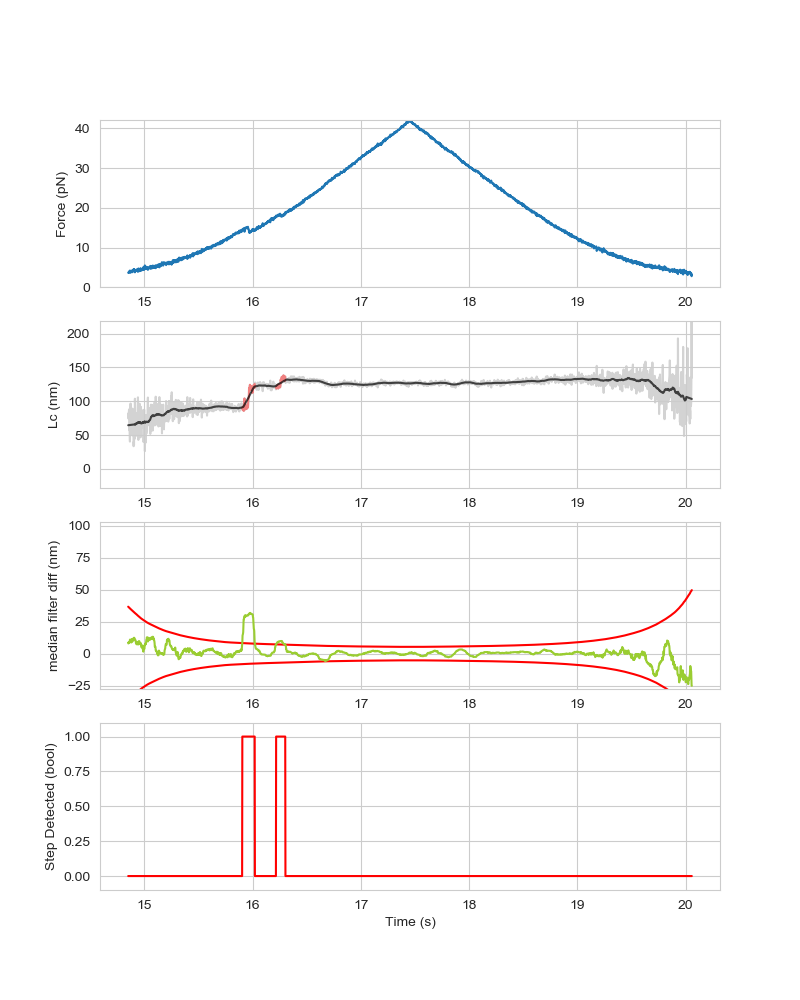 40
30
20
10
0
Force (pN)
15 16 17 18 19 20
200
150
100
50
0
Lc (nm)
15 16 17 18 19 20
100
75
50
25
0
−25
median filter diff (nm)
15 16 17 18 19 20
1.00
0.75
0.50
0.25
0.00
Step Detected (bool)
15 16 17 18 19 20
Time (s)